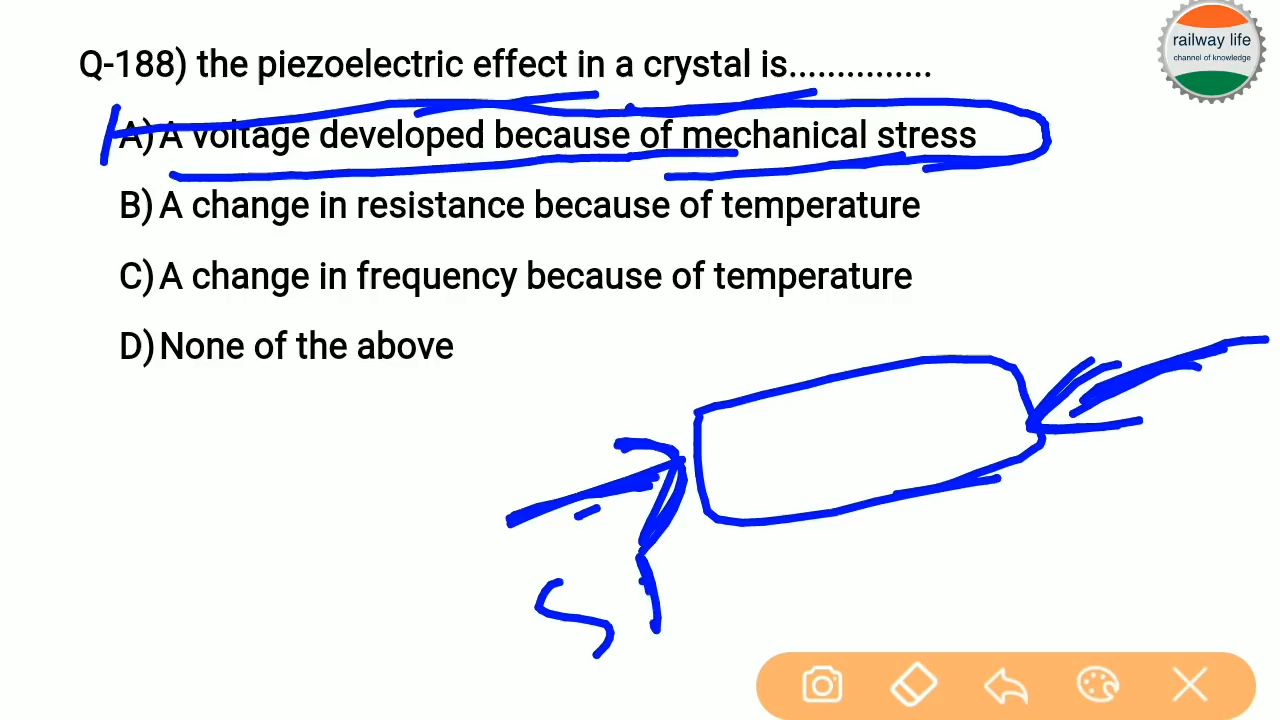 Q-188) the piezoelectric effect in a crystal is...............
A) A voltage developed because of mechanical stress
B) A change in resistance because of temperature
C) A change in frequency because of temperature
D) None of the above
railway life
channel of knowledge